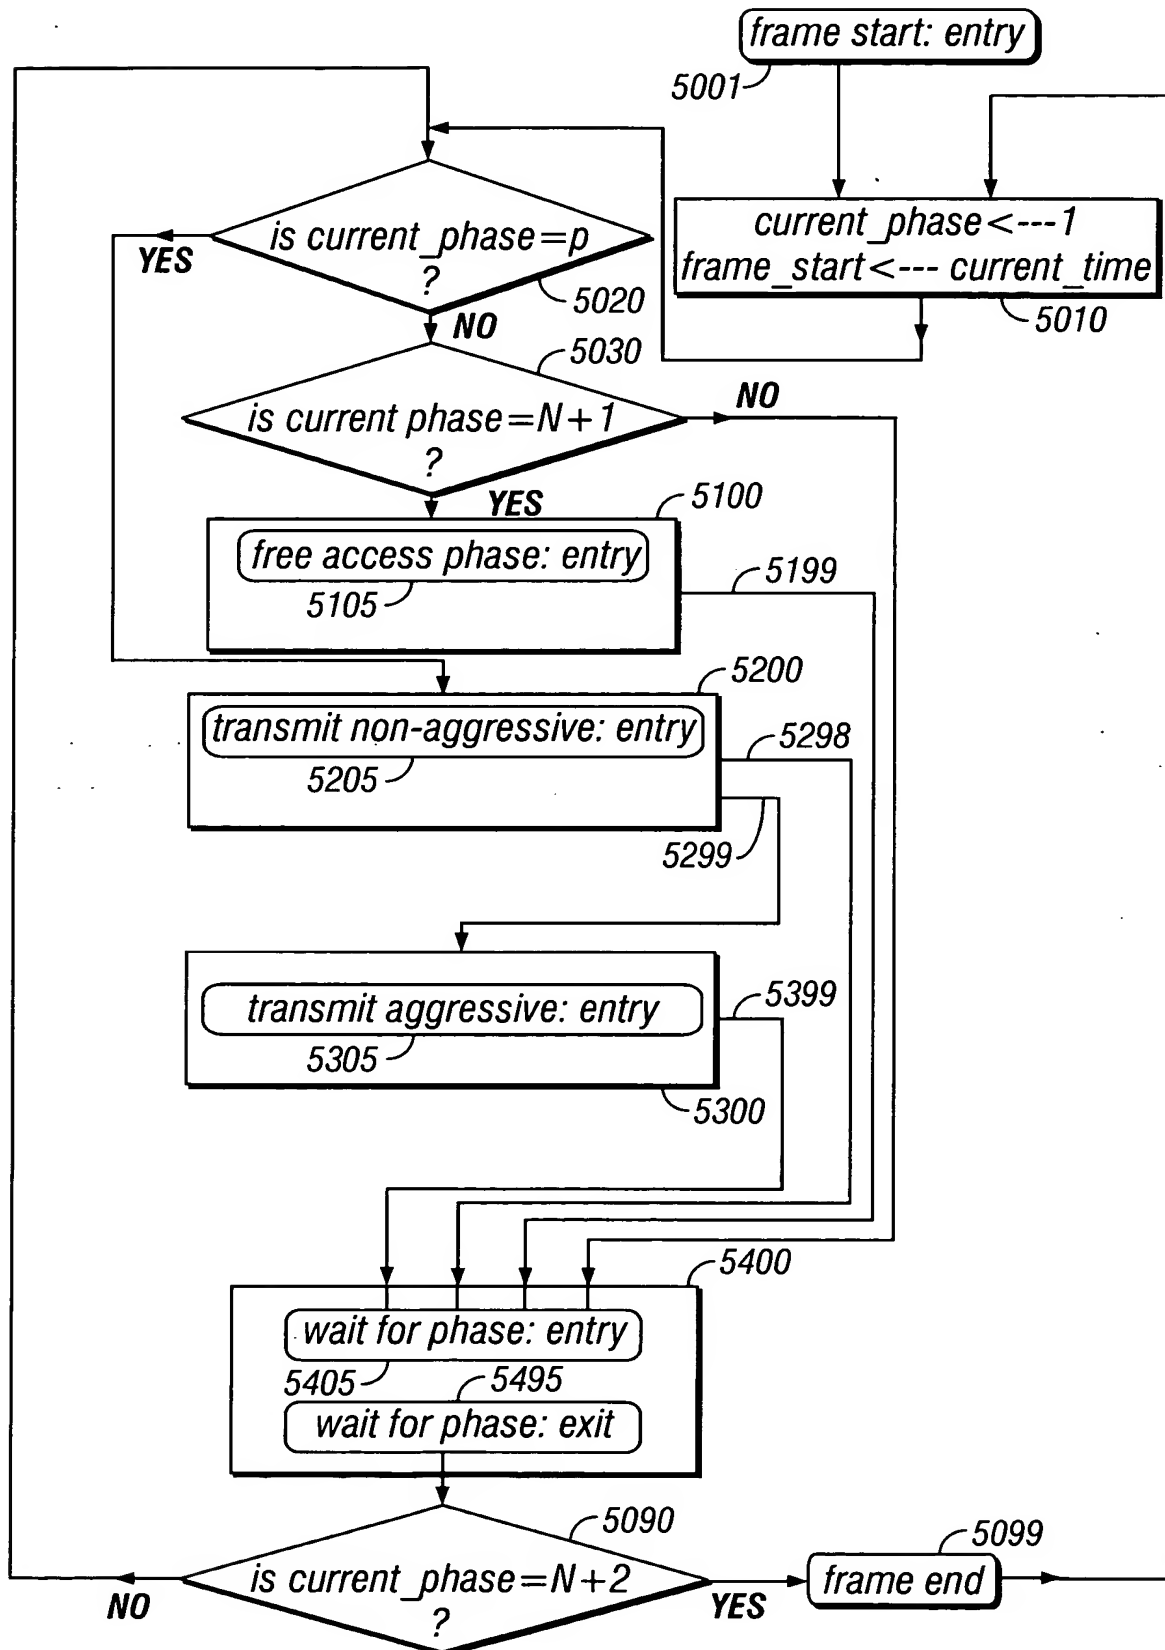 frame start: entry
5001
current_phase<---1
frame_start<--- current_time
5010
is current_phase=p
?
YES
5020
NO
5030
is current phase=N+1
?
NO
YES
5100
free access phase: entry
5105
5199
5200
transmit non-aggressive: entry
5205
5298
5299
transmit aggressive: entry
5305
5399
5300
5400
wait for phase: entry
5405
5495
wait for phase: exit
5090
is current_phase=N+2
?
NO
YES
5099
frame end